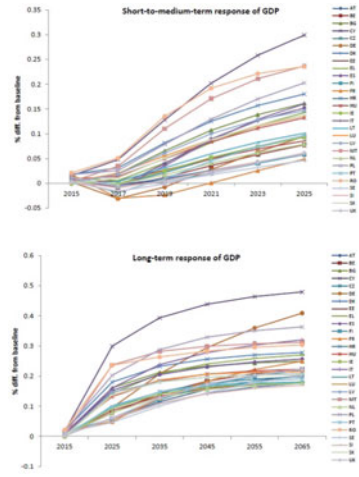 Short-to-medium-term response of GDP
% diff. from baseline
0.35
0.3
0.25
0.2
0.15
0.1
0.05
0
-0.05
2015 2017 2019 2021 2023 2025
AT
BE
BG
CY
CZ
DE
DK
EE
EL
ES
FI
FR
HR
HU
IE
IT
LT
LU
LV
MT
NL
PL
PT
RO
SE
SI
SK
UK
Long-term response of GDP
% diff. from baseline
0.6
0.5
0.4
0.3
0.2
0.1
0
-0.1
2015 2025 2035 2045 2055 2065
AT
BE
BG
CY
CZ
DE
DK
EE
EL
ES
FI
FR
HR
HU
IE
IT
LT
LU
LV
MT
NL
PL
PT
RO
SE
SI
SK
UK